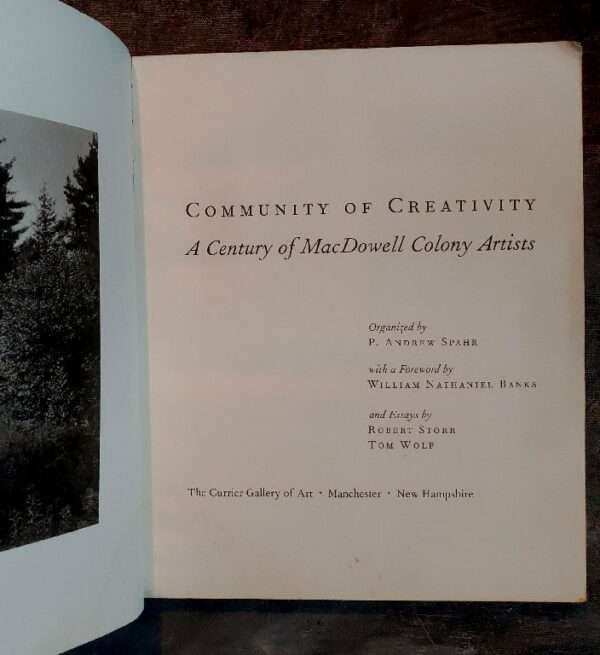 COMMUNITY OF CREATIVITY
A Century of MacDowell Colony Artists
Organized by
P. ANDREW SPAHR
with a Foreword by
WILLIAM NATHANIEL BANKS
and Essays by
ROBERT STORR
TOM WOLF
The Currier Gallery of Art · Manchester · New Hampshire